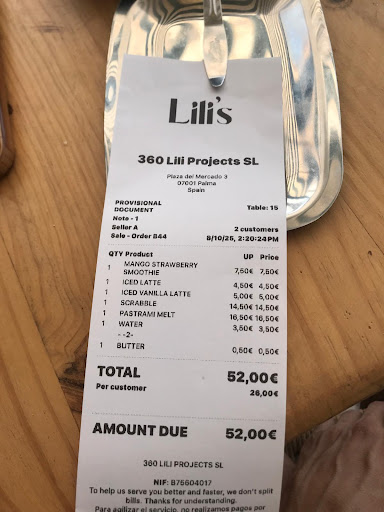 Lili's
360 Lili Projects SL
Plaza del Mercado 3
07001 Palma
Spain
PROVISIONAL
DOCUMENT
Table: 15
Note - 1
Seller A
2 customers
Sale - Order 844
8/10/25, 2:20:24PM
QTY Product UP Price
1 MANGO STRAWBERRY
SMOOTHIE 7,50€ 7,50€
1 ICED LATTE 4,50€ 4,50€
1 ICED VANILLA LATTE 5,00€ 5,00€
1 SCRABBLE 14,50€ 14,50€
1 PASTRAMI MELT 16,50€ 16,50€
1 WATER 3,50€ 3,50€
--2-
1 BUTTER 0,50€ 0,50€
TOTAL 52,00€
Per customer 26,00€
AMOUNT DUE 52,00€
360 LILI PROJECTS SL
NIF: B75604017
To help us serve you better and faster, we don't split
bills. Thanks for understanding.
Para agilizar el servicio, no realizamos pagos por